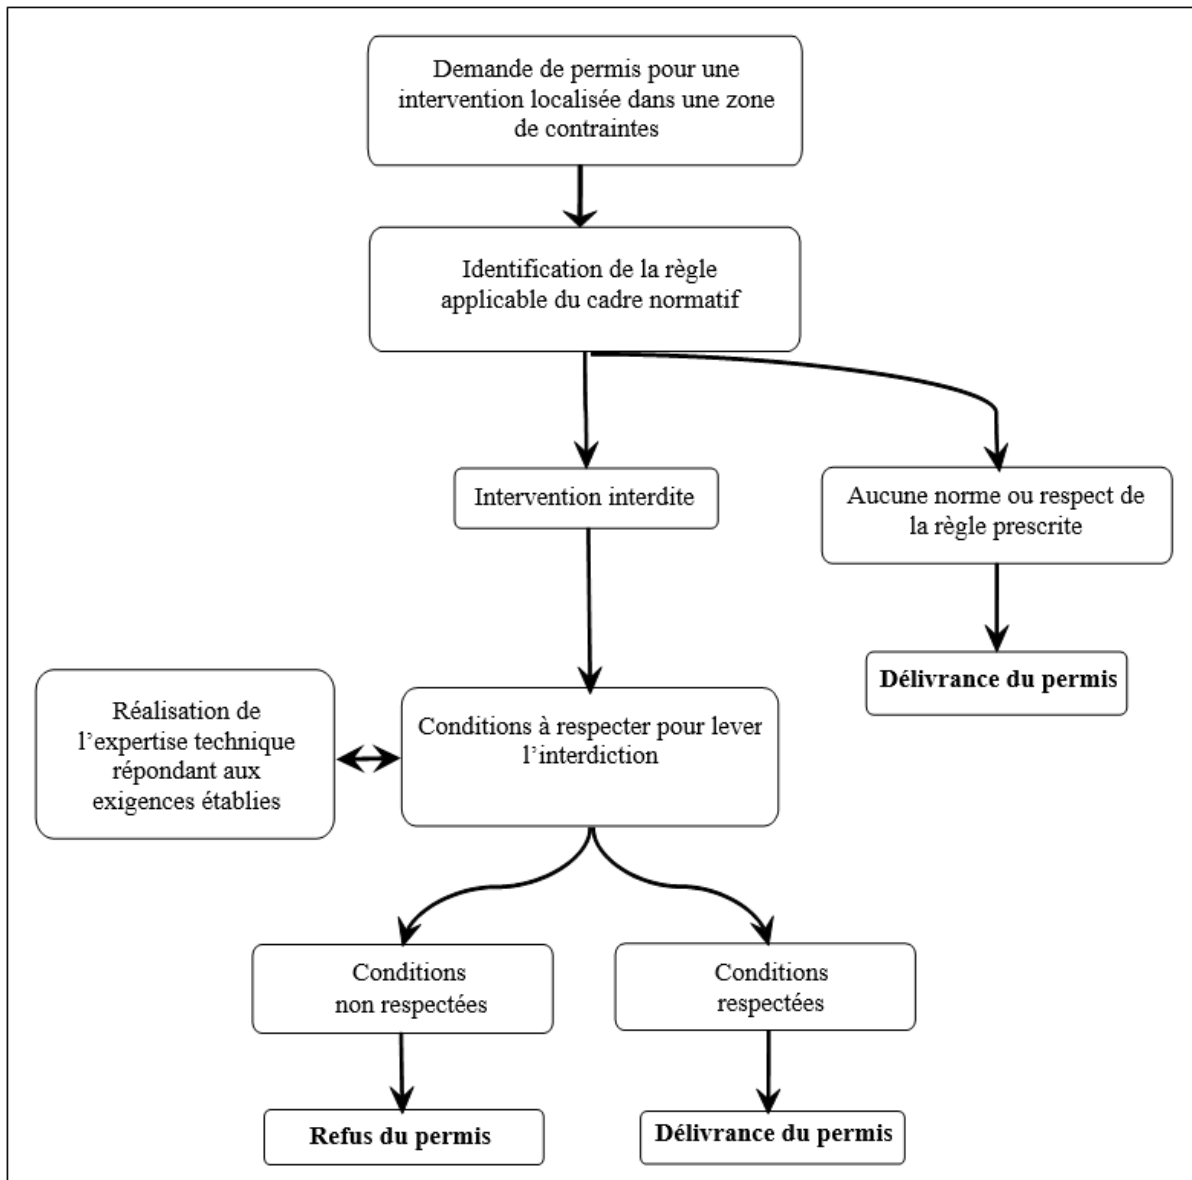 Demande de permis pour une
intervention localisée dans une zone
de contraintes
Identification de la règle
applicable du cadre normatif
Intervention interdite
Aucune norme ou respect de
la règle prescrite
Délivrance du permis
Réalisation de
l’expertise technique
répondant aux
exigences établies
Conditions à respecter pour lever
l’interdiction
Conditions
non respectées
Conditions
respectées
Refus du permis
Délivrance du permis